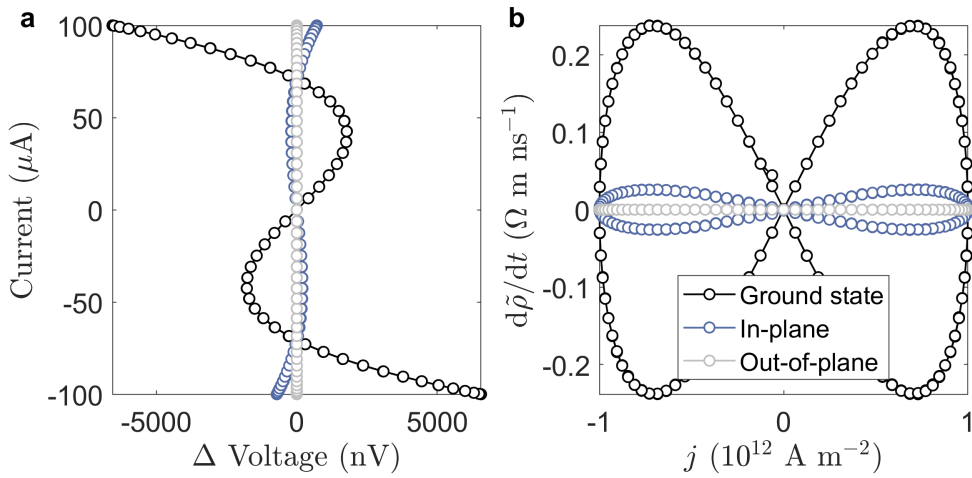 a
100
50
0
-50
-100
Current (μA)
-5000
0
5000
Δ Voltage (nV)
b
0.2
0.1
0
-0.1
-0.2
dρ̃/dt (Ω m ns⁻¹)
Ground state
In-plane
Out-of-plane
-1
0
1
j (10¹² A m⁻²)